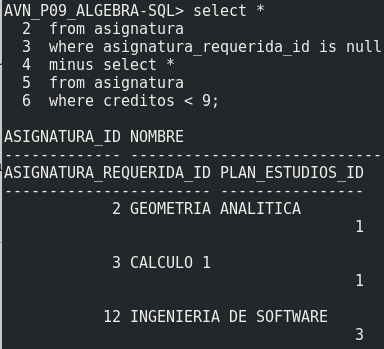 AVN_P09_ALGEBRA-SQL> select *
2 from asignatura
3 where asignatura_requerida_id is null
4 minus select *
5 from asignatura
6 where creditos < 9;
ASIGNATURA_ID NOMBRE
------------- ----------------------------
ASIGNATURA_REQUERIDA_ID PLAN_ESTUDIOS_ID
----------------------- ----------------
2 GEOMETRIA ANALITICA
1
3 CALCULO 1
1
12 INGENIERIA DE SOFTWARE
3